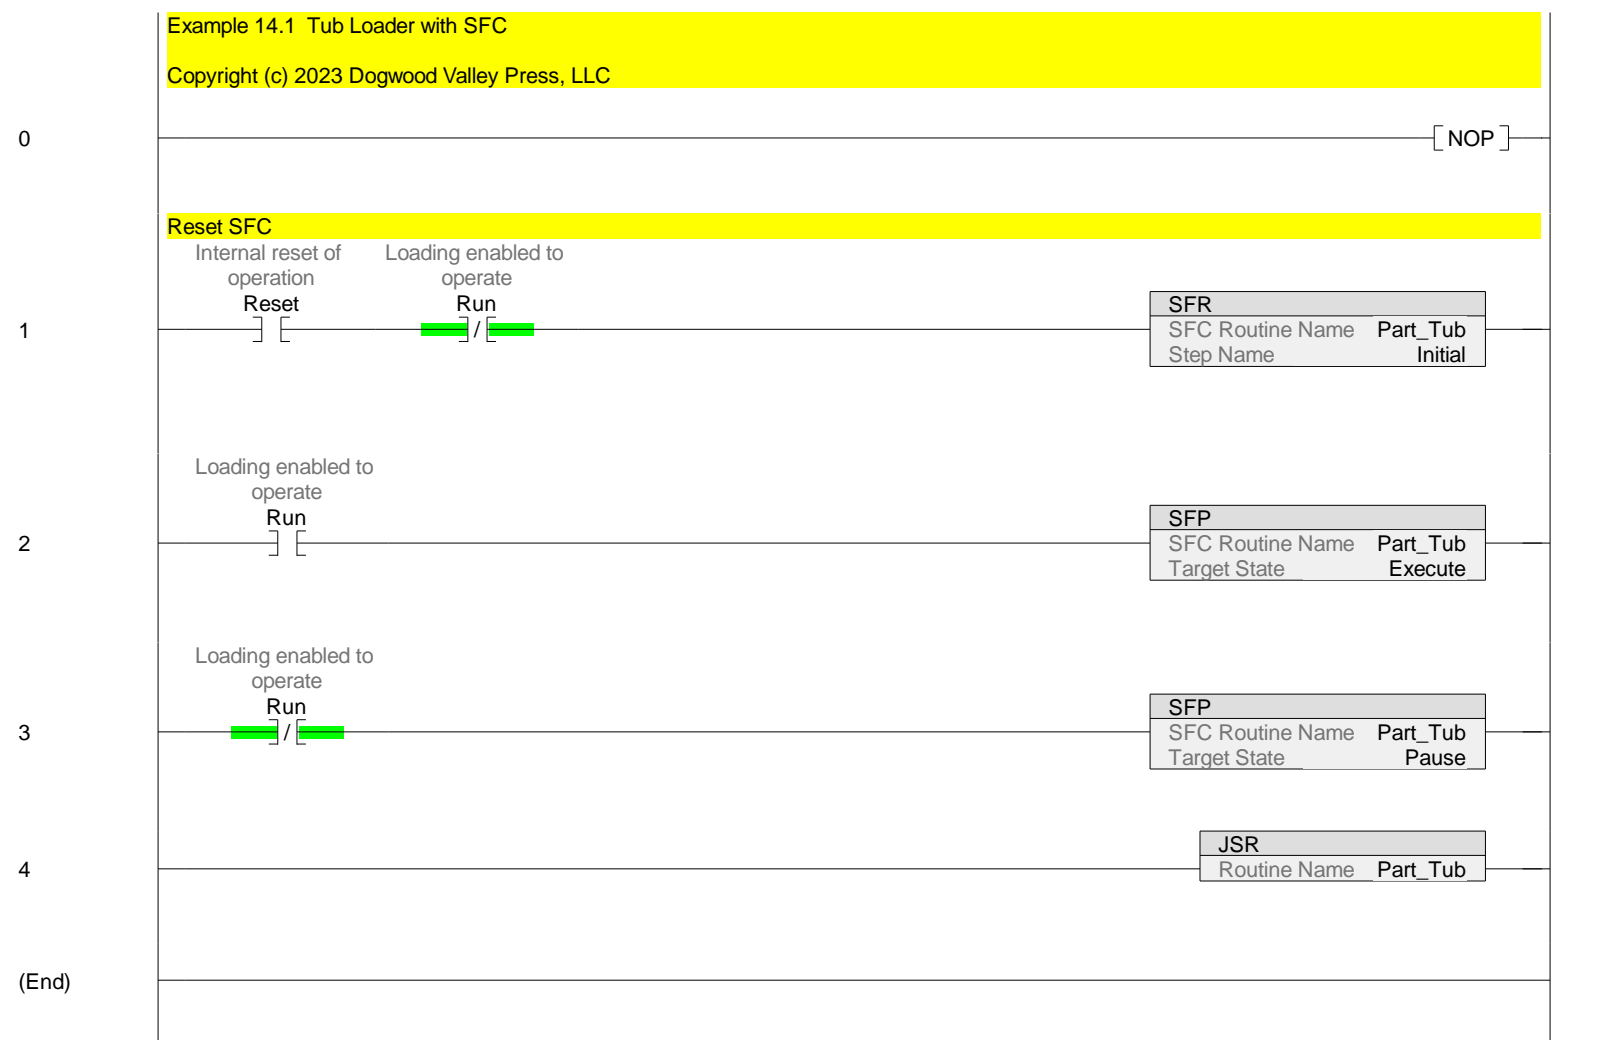 Example 14.1 Tub Loader with SFC
Copyright (c) 2023 Dogwood Valley Press, LLC
0
NOP
Reset SFC
Internal reset of
operation
Reset
Loading enabled to
operate
Run
/
1
SFR
SFC Routine Name Part_Tub
Step Name Initial
Loading enabled to
operate
Run
2
SFP
SFC Routine Name Part_Tub
Target State Execute
Loading enabled to
operate
Run
/
3
SFP
SFC Routine Name Part_Tub
Target State Pause
4
JSR
Routine Name Part_Tub
(End)